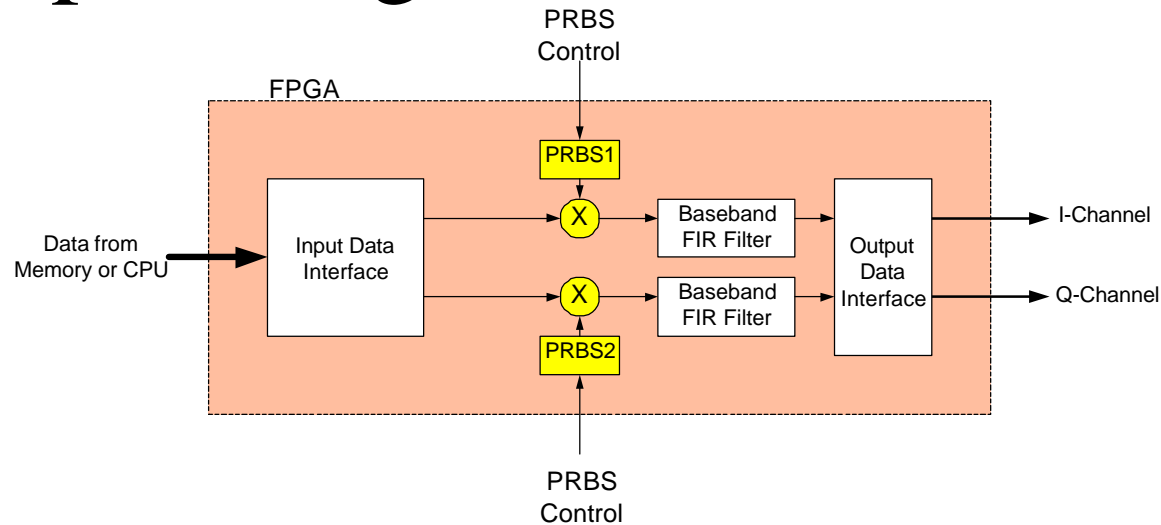 PRBS
Control
FPGA
PRBS1
X
Baseband
FIR Filter
I-Channel
Data from
Memory or CPU
Input Data
Interface
Output
Data
Interface
X
Baseband
FIR Filter
Q-Channel
PRBS2
PRBS
Control